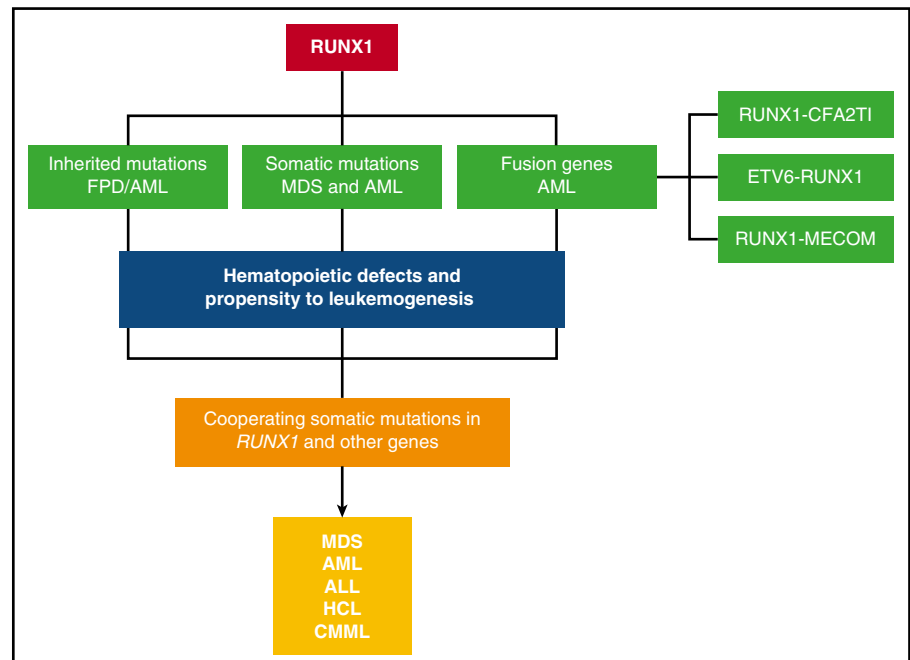 RUNX1
Inherited mutations
FPD/AML
Somatic mutations
MDS and AML
Fusion genes
AML
RUNX1-CFA2TI
ETV6-RUNX1
RUNX1-MECOM
Hematopoietic defects and
propensity to leukemogenesis
Cooperating somatic mutations in
RUNX1 and other genes
MDS
AML
ALL
HCL
CMML